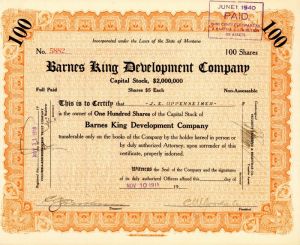 JUNE 1 1940
PAID
100
100
Incorporated under the Laws of the State of Montana
No. 5882
100 Shares
Barnes King Development Company
Capital Stock, $2,000,000
Full Paid
Shares $5 Each
Non-Assessable
This is to Certify that J.E. OPPENHEIMER
is the owner of One Hundred Shares of the Capital Stock of
Barnes King Development Company
transferable only on the books of the Company by the holder hereof in person or
by duly authorized Attorney, upon surrender of this
certificate, properly indorsed.
Witness the Seal of the Company and the signatures
of its duly authorized Officers affixed this day of
NOV 10 1919